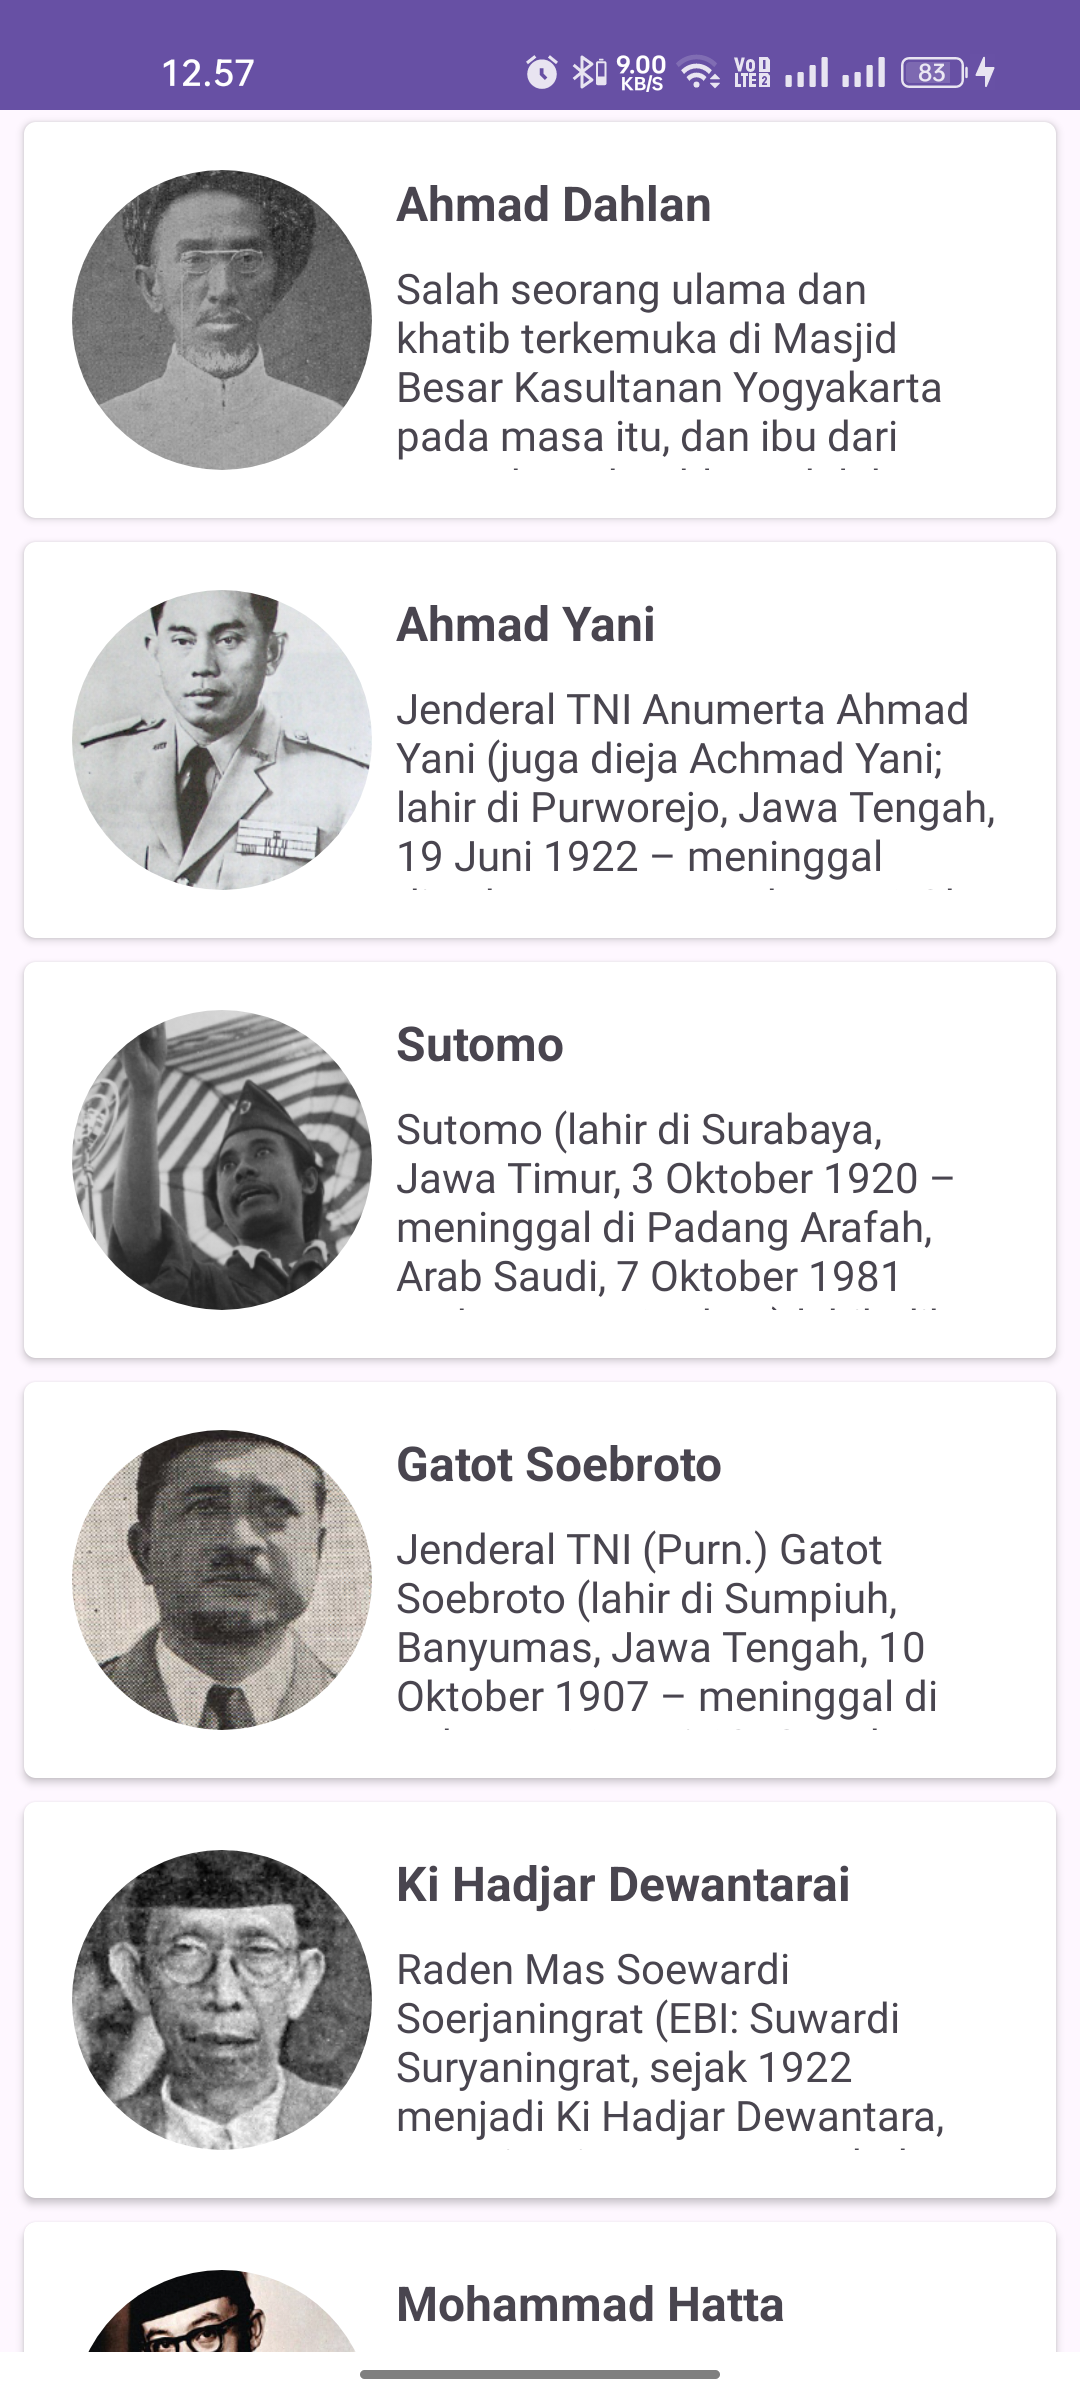 12.57
9.00
KB/S
Vo 1
LTE 2
83
Ahmad Dahlan
Salah seorang ulama dan
khatib terkemuka di Masjid
Besar Kasultanan Yogyakarta
pada masa itu, dan ibu dari
Ahmad Yani
Jenderal TNI Anumerta Ahmad
Yani (juga dieja Achmad Yani;
lahir di Purworejo, Jawa Tengah,
19 Juni 1922 – meninggal
Sutomo
Sutomo (lahir di Surabaya,
Jawa Timur, 3 Oktober 1920 –
meninggal di Padang Arafah,
Arab Saudi, 7 Oktober 1981
Gatot Soebroto
Jenderal TNI (Purn.) Gatot
Soebroto (lahir di Sumpiuh,
Banyumas, Jawa Tengah, 10
Oktober 1907 – meninggal di
Ki Hadjar Dewantarai
Raden Mas Soewardi
Soerjaningrat (EBI: Suwardi
Suryaningrat, sejak 1922
menjadi Ki Hadjar Dewantara,
Mohammad Hatta